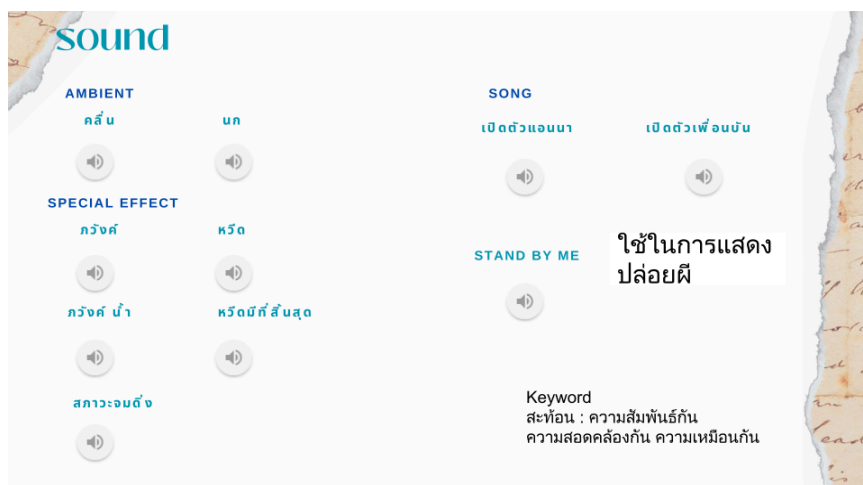 sound
AMBIENT
คลื่น นก
SPECIAL EFFECT
ภวังค์ หวีด
ภวังค์ น้ำ หวีดมีที่สิ้นสุด
สภาวะจมดิ่ง
SONG
เปิดตัวแอนนา เปิดตัวเพื่อนบัน
STAND BY ME
ใช้ในการแสดง
ปล่อยผี
Keyword
สะท้อน : ความสัมพันธ์กัน
ความสอดคล้องกัน ความเหมือนกัน